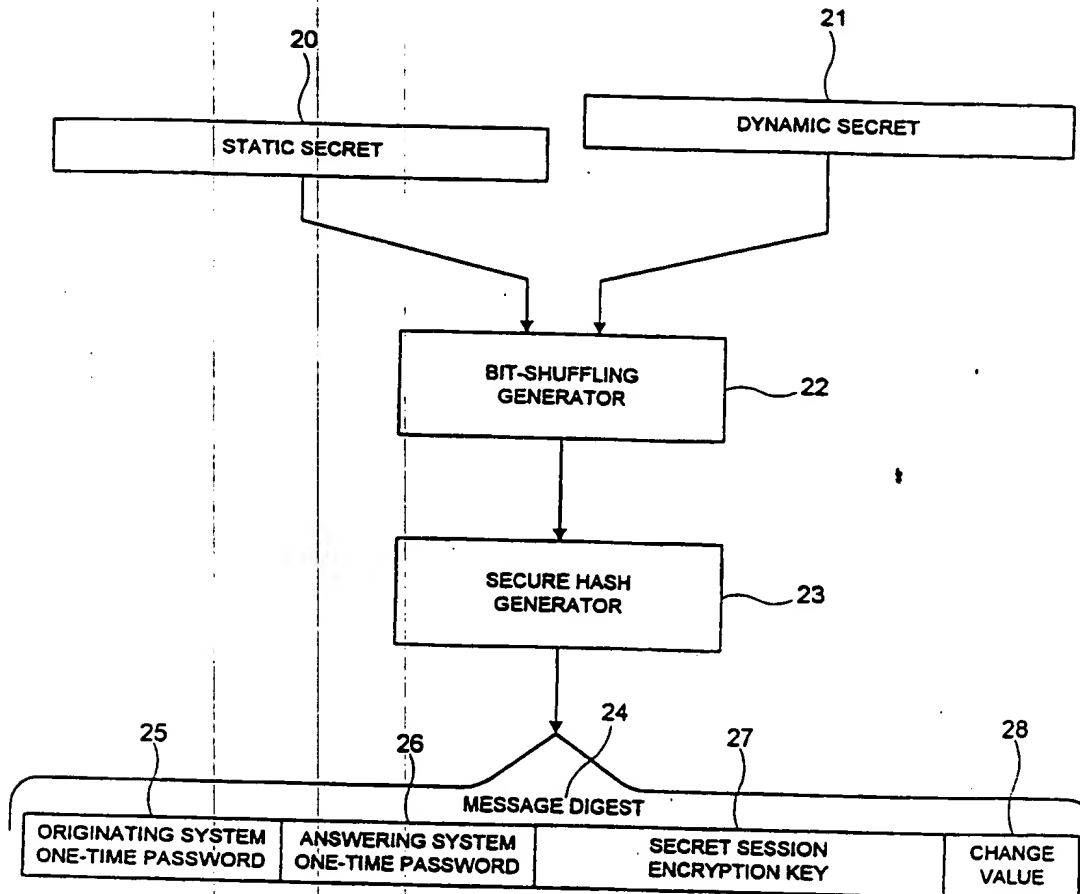 20
21
STATIC SECRET
DYNAMIC SECRET
BIT-SHUFFLING
GENERATOR
22
SECURE HASH
GENERATOR
23
24
25
26
27
28
MESSAGE DIGEST
ORIGINATING SYSTEM
ONE-TIME PASSWORD
ANSWERING SYSTEM
ONE-TIME PASSWORD
SECRET SESSION
ENCRYPTION KEY
CHANGE
VALUE